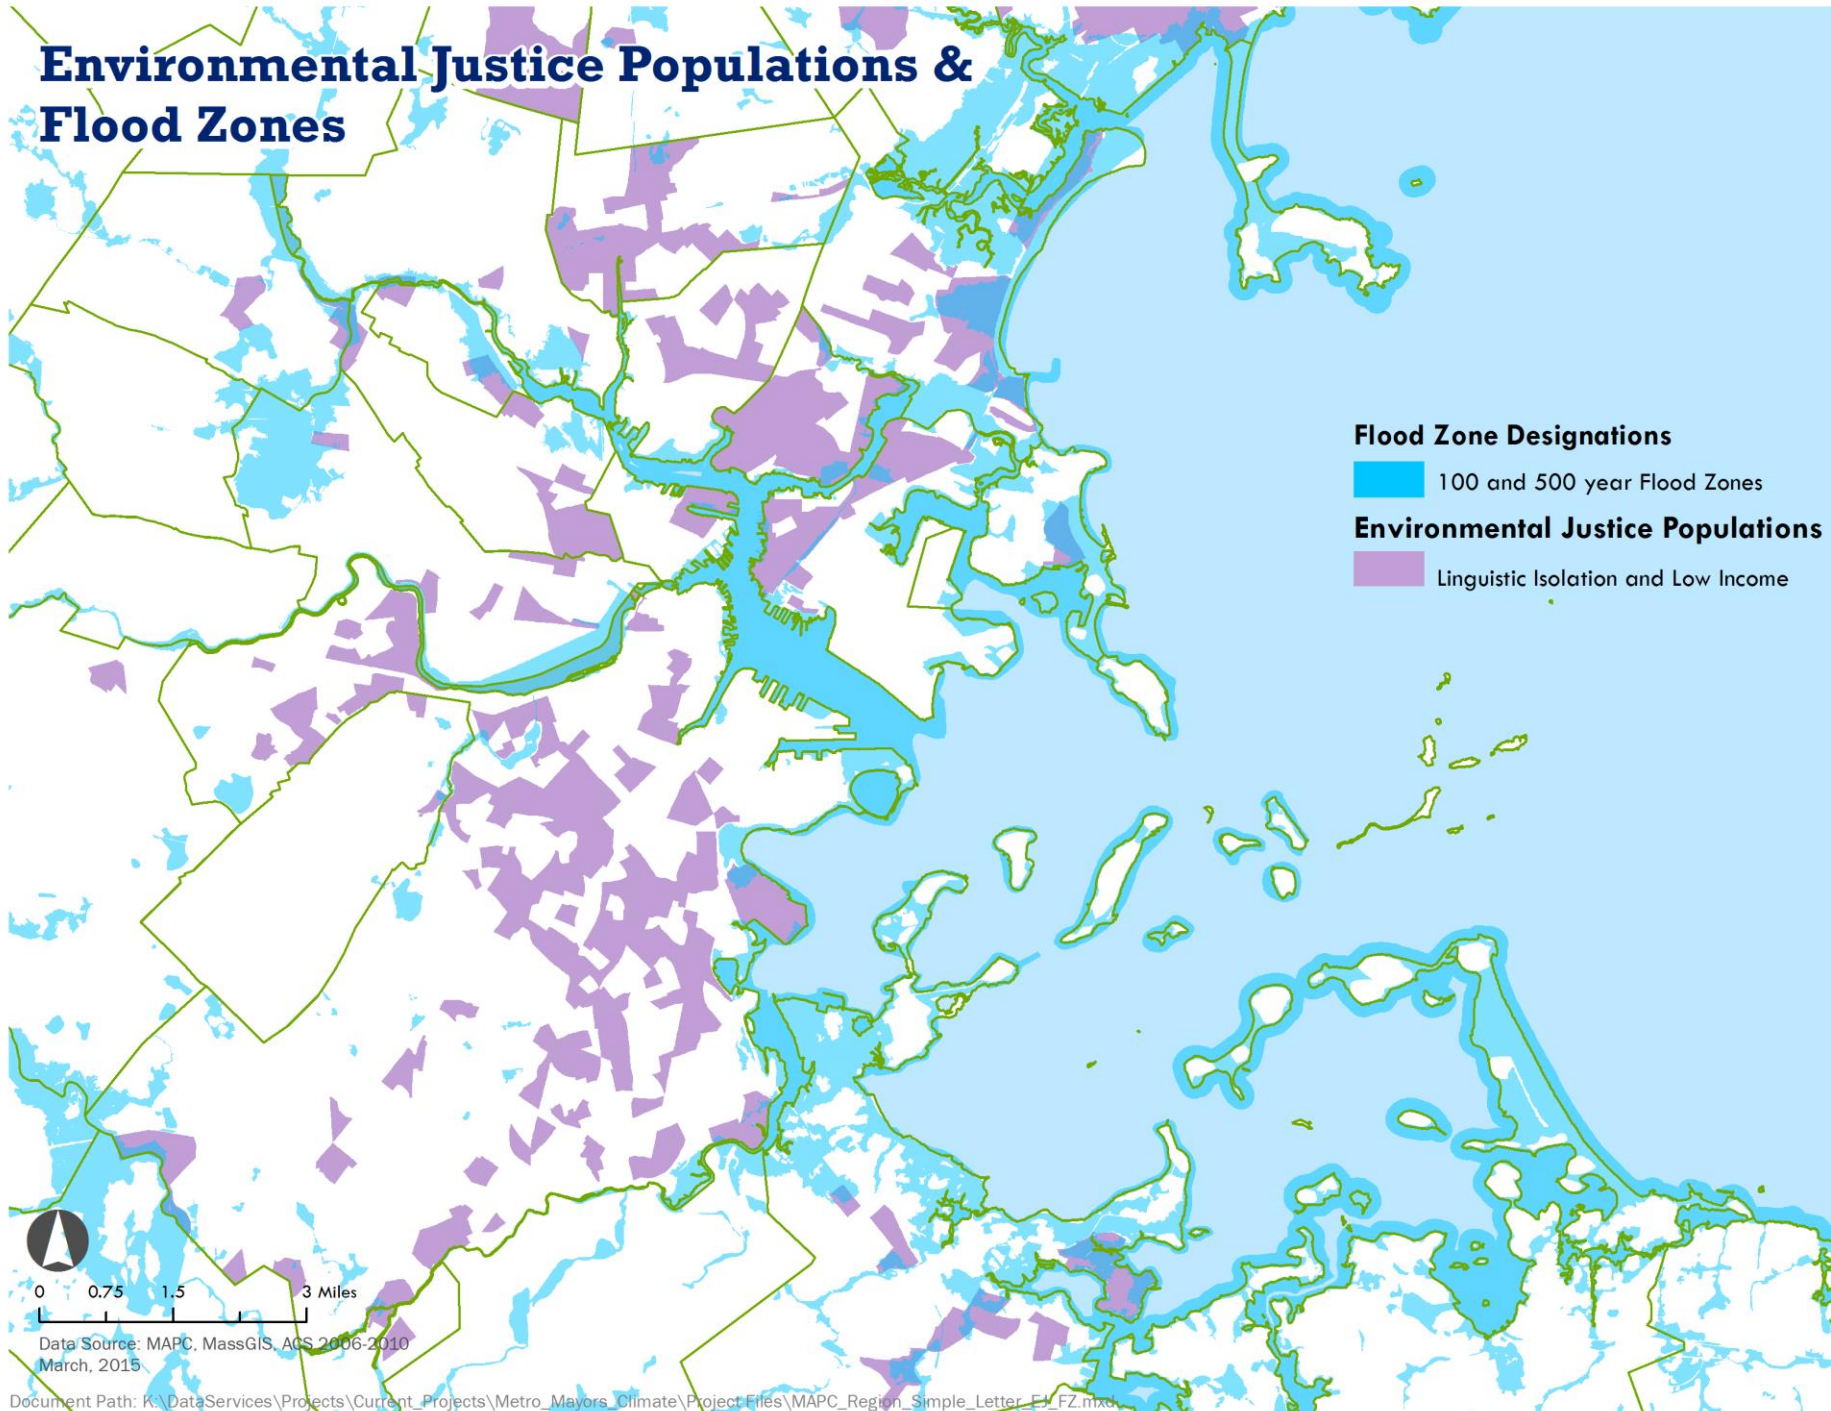 Environmental Justice Populations &
Flood Zones
Flood Zone Designations
100 and 500 year Flood Zones
Environmental Justice Populations
Linguistic Isolation and Low Income
0 0.75 1.5 3 Miles
Data Source: MAPC, MassGIS, ACS 2006-2010
March, 2015
Document Path: K:\DataServices\Projects\Current_Projects\Metro_Mayors_Climate\Project Files\MAPC_Region_Simple_Letter_EJ_FZ.mxd